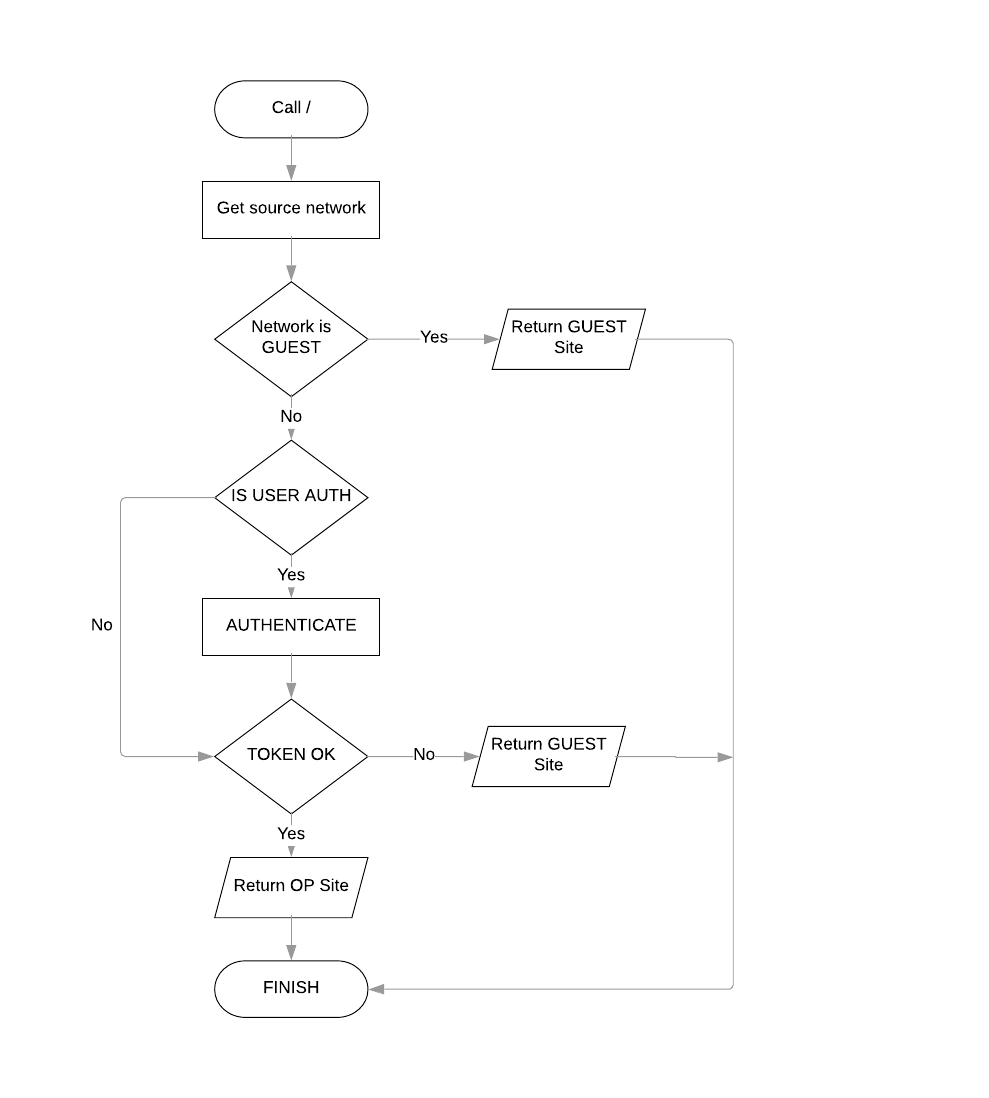 Call /
Get source network
Network is
GUEST
Yes
Return GUEST
Site
No
IS USER AUTH
Yes
No
AUTHENTICATE
TOKEN OK
No
Return GUEST
Site
Yes
Return OP Site
FINISH